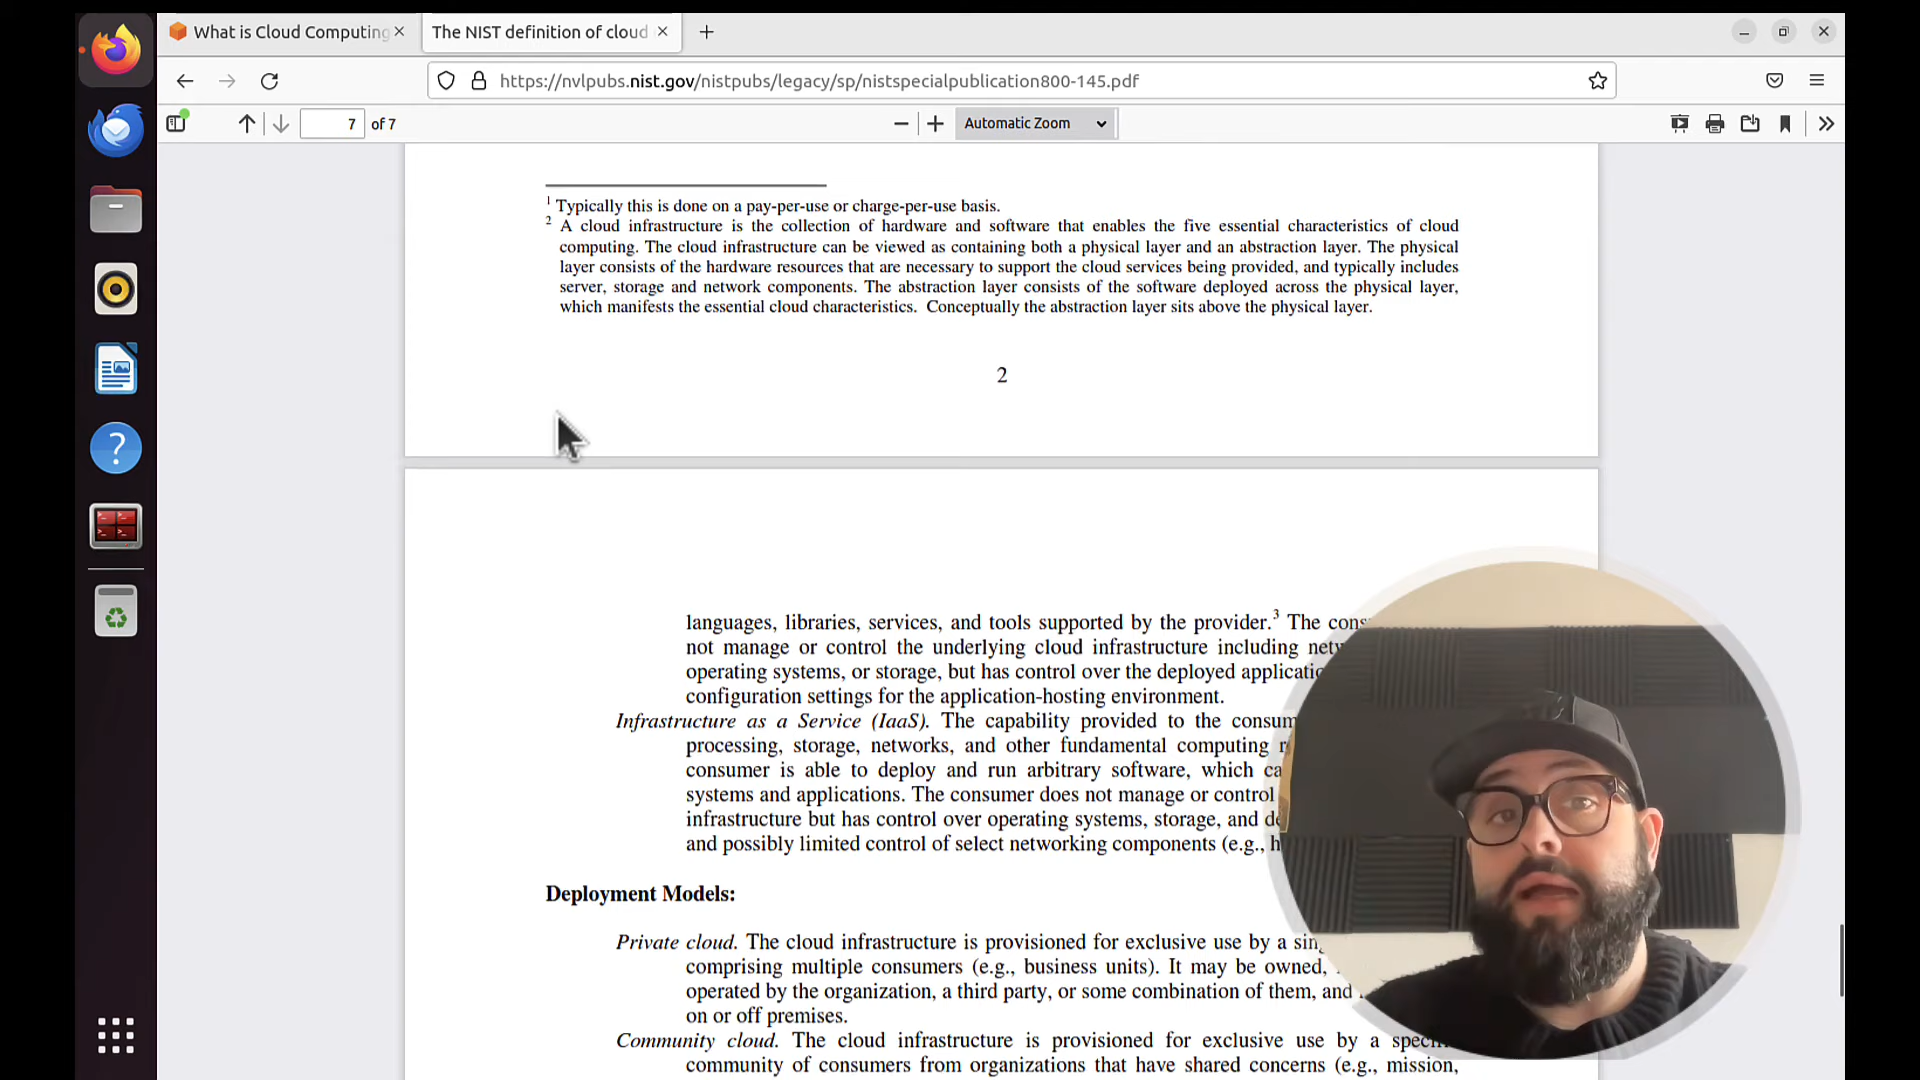 What is Cloud Computing
The NIST definition of cloud
https://nvlpubs.nist.gov/nistpubs/legacy/sp/nistspecialpublication800-145.pdf
7 of 7
Automatic Zoom
1 Typically this is done on a pay-per-use or charge-per-use basis.
2 A cloud infrastructure is the collection of hardware and software that enables the five essential characteristics of cloud
computing. The cloud infrastructure can be viewed as containing both a physical layer and an abstraction layer. The physical
layer consists of the hardware resources that are necessary to support the cloud services being provided, and typically includes
server, storage and network components. The abstraction layer consists of the software deployed across the physical layer,
which manifests the essential cloud characteristics. Conceptually the abstraction layer sits above the physical layer.
2
languages, libraries, services, and tools supported by the provider.3 The
not manage or control the underlying cloud infrastructure including
operating systems, or storage, but has control over the deployed
configuration settings for the application-hosting environment.
Infrastructure as a Service (IaaS). The capability provided to the
processing, storage, networks, and other fundamental computing
consumer is able to deploy and run arbitrary software, which
systems and applications. The consumer does not manage or control
infrastructure but has control over operating systems, storage, and
and possibly limited control of select networking components (e.g.,
Deployment Models:
Private cloud. The cloud infrastructure is provisioned for exclusive use by a
comprising multiple consumers (e.g., business units). It may be owned,
operated by the organization, a third party, or some combination of them, and
on or off premises.
Community cloud. The cloud infrastructure is provisioned for exclusive use by a
community of consumers from organizations that have shared concerns (e.g., mission,